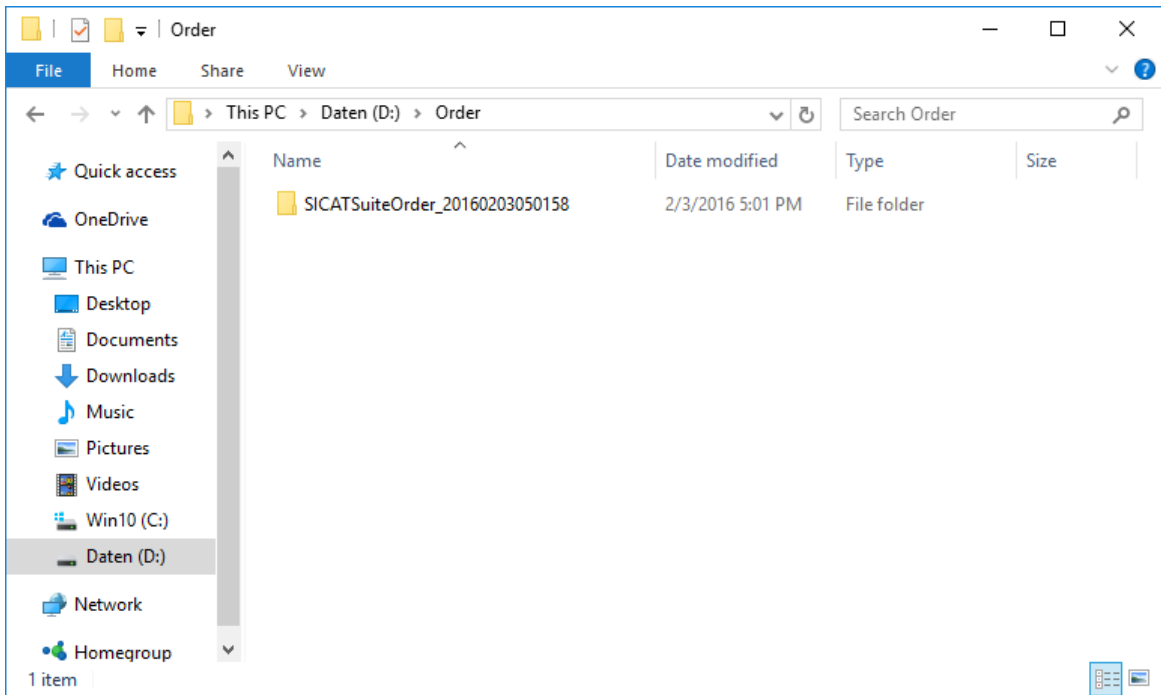 Order
File Home Share View
This PC Daten (D:) Order Search Order
Name Date modified Type Size
SICATSuiteOrder_20160203050158 2/3/2016 5:01 PM File folder
Quick access
OneDrive
This PC
Desktop
Documents
Downloads
Music
Pictures
Videos
Win10 (C:)
Daten (D:)
Network
Homegroup
1 item